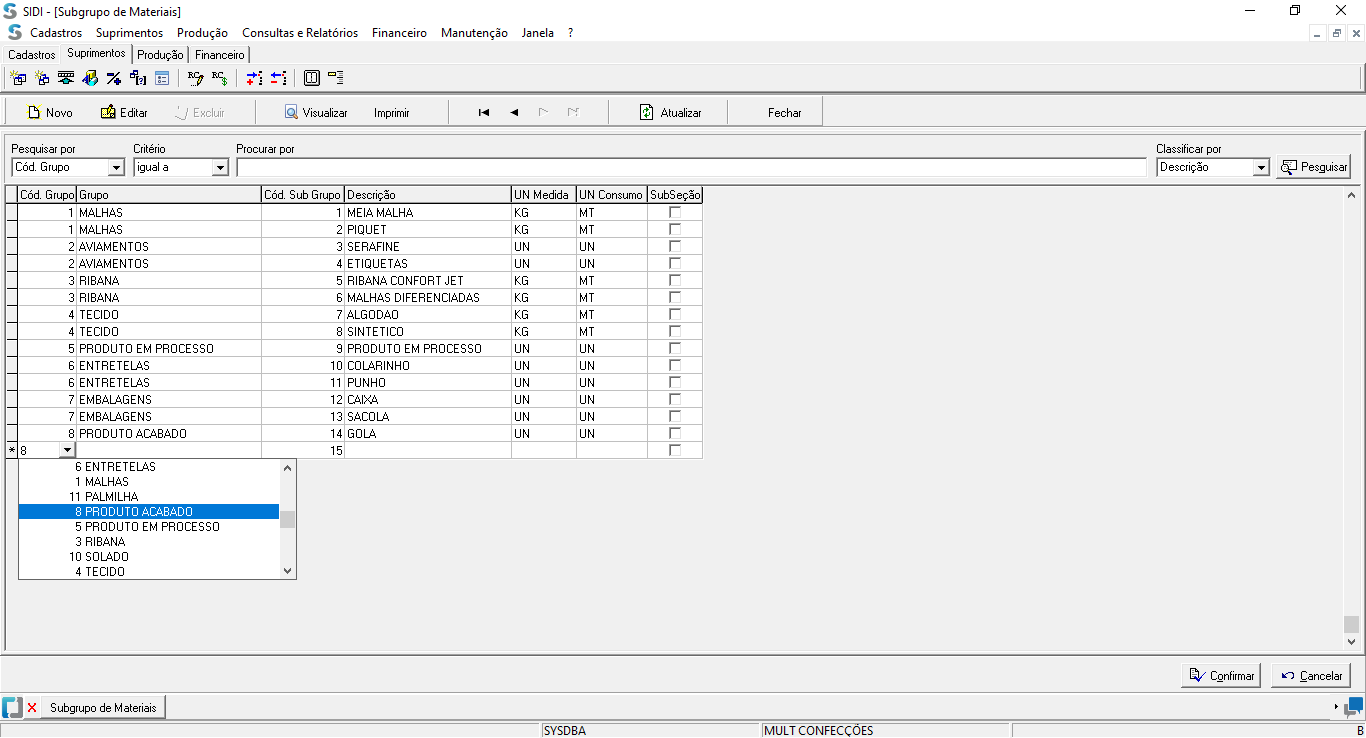 SIDI - [Subgrupo de Materiais]
Cadastros Suprimentos Produção Consultas e Relatórios Financeiro Manutenção Janela ?
Cadastros Suprimentos Produção Financeiro
Novo Editar Excluir Visualizar Imprimir Atualizar Fechar
Pesquisar por Critério Procurar por Classificar por
Cód. Grupo igual a Descrição Pesquisar
Cód. Grupo Grupo Cód. Sub Grupo Descrição UN Medida UN Consumo SubSeção
1 MALHAS 1 MEIA MALHA KG MT
1 MALHAS 2 PIQUET KG MT
2 AVIAMENTOS 3 SERAFINE UN UN
2 AVIAMENTOS 4 ETIQUETAS UN UN
3 RIBANA 5 RIBANA CONFORT JET KG MT
3 RIBANA 6 MALHAS DIFERENCIADAS KG MT
4 TECIDO 7 ALGODAO KG MT
4 TECIDO 8 SINTETICO KG MT
5 PRODUTO EM PROCESSO 9 PRODUTO EM PROCESSO UN UN
6 ENTRETELAS 10 COLARINHO UN UN
6 ENTRETELAS 11 PUNHO UN UN
7 EMBALAGENS 12 CAIXA UN UN
7 EMBALAGENS 13 SACOLA UN UN
8 PRODUTO ACABADO 14 GOLA UN UN
* 8 15
6 ENTRETELAS
1 MALHAS
11 PALMILHA
8 PRODUTO ACABADO
5 PRODUTO EM PROCESSO
3 RIBANA
10 SOLADO
4 TECIDO
Confirmar Cancelar
Subgrupo de Materiais
SYSDBA MULT CONFECÇÕES B